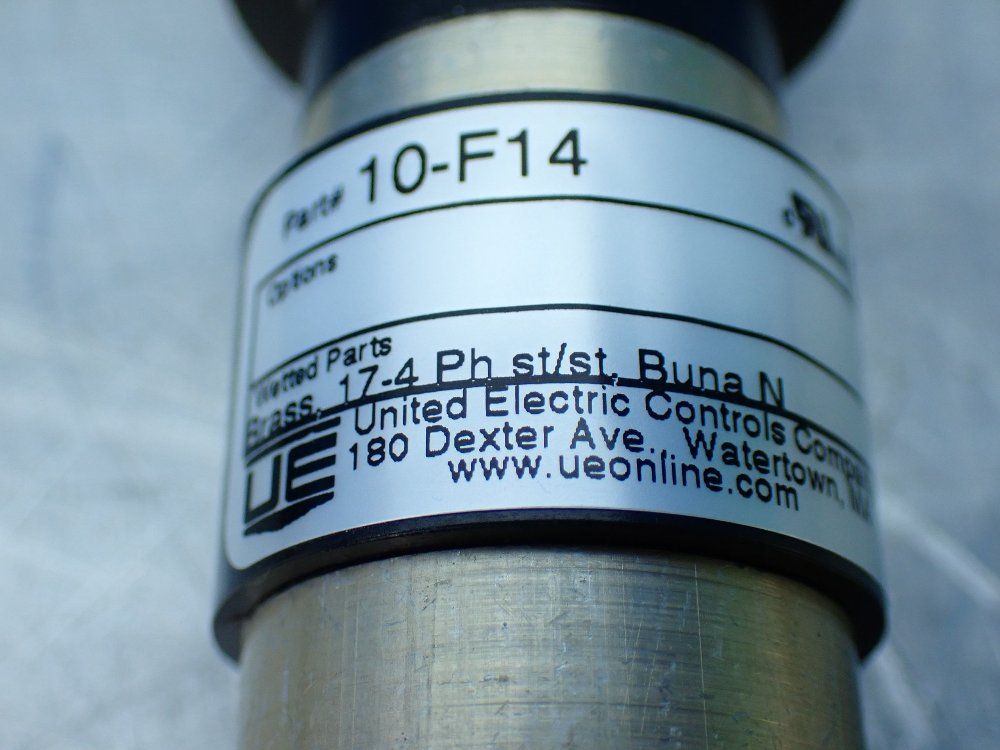 Part# 10-F14
Options
Wetted Parts
Brass, 17-4 Ph st/st, Buna N
UE
United Electric Controls
180 Dexter Ave., Watertown,
www.ueonline.com